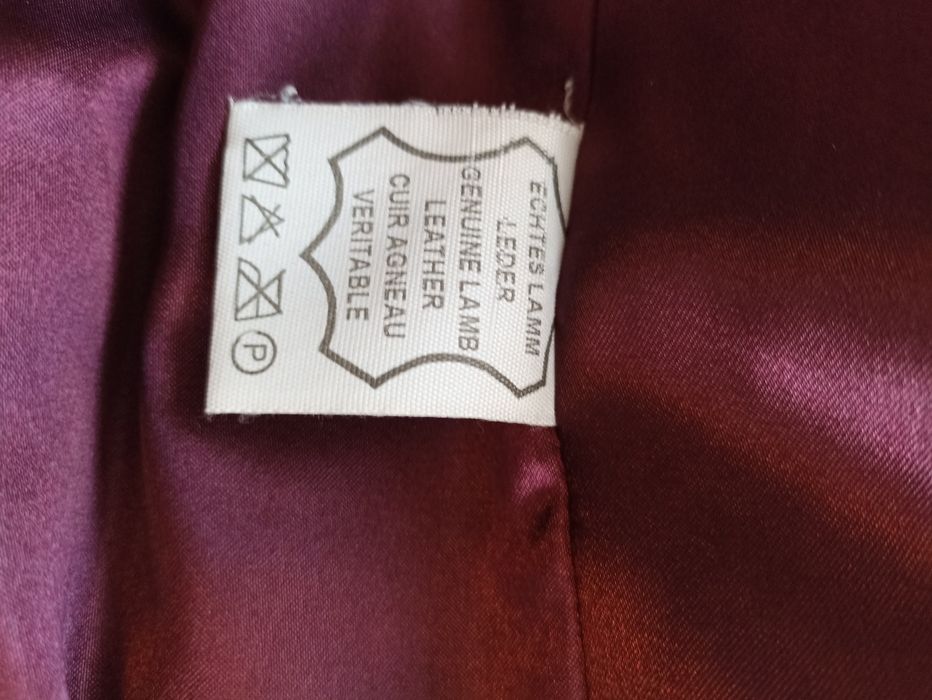 ECHTES LAMM
LEDER
GENUINE LAMB
LEATHER
CUIR AGNEAU
VERITABLE
P